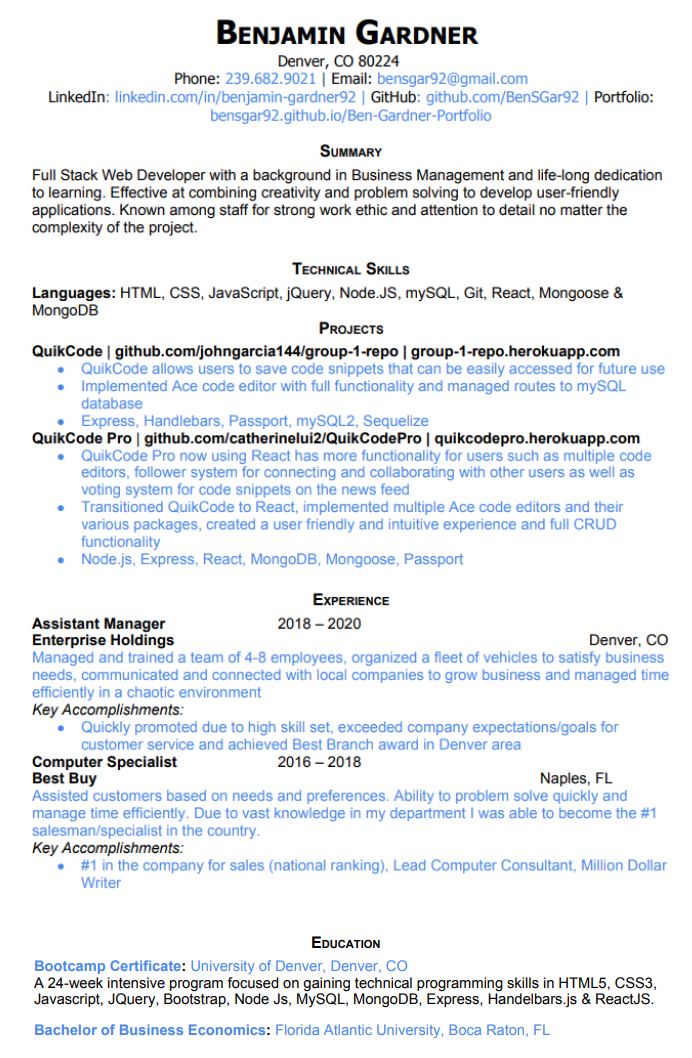 BENJAMIN GARDNER
Denver, CO 80224
Phone: 239.682.9021 | Email: bensgar92@gmail.com
LinkedIn: linkedin.com/in/benjamin-gardner92 | GitHub: github.com/BenSGar92 | Portfolio:
bensgar92.github.io/Ben-Gardner-Portfolio
SUMMARY
Full Stack Web Developer with a background in Business Management and life-long dedication
to learning. Effective at combining creativity and problem solving to develop user-friendly
applications. Known among staff for strong work ethic and attention to detail no matter the
complexity of the project.
TECHNICAL SKILLS
Languages: HTML, CSS, JavaScript, jQuery, Node.JS, mySQL, Git, React, Mongoose &
MongoDB
PROJECTS
QuikCode | github.com/johngarcia144/group-1-repo | group-1-repo.herokuapp.com
• QuikCode allows users to save code snippets that can be easily accessed for future use
• Implemented Ace code editor with full functionality and managed routes to mySQL
database
• Express, Handlebars, Passport, mySQL2, Sequelize
QuikCode Pro | github.com/catherinelui2/QuikCodePro | quikcodepro.herokuapp.com
• QuikCode Pro now using React has more functionality for users such as multiple code
editors, follower system for connecting and collaborating with other users as well as
voting system for code snippets on the news feed
• Transitioned QuikCode to React, implemented multiple Ace code editors and their
various packages, created a user friendly and intuitive experience and full CRUD
functionality
• Node.js, Express, React, MongoDB, Mongoose, Passport
EXPERIENCE
Assistant Manager 2018 – 2020
Enterprise Holdings Denver, CO
Managed and trained a team of 4-8 employees, organized a fleet of vehicles to satisfy business
needs, communicated and connected with local companies to grow business and managed time
efficiently in a chaotic environment
Key Accomplishments:
• Quickly promoted due to high skill set, exceeded company expectations/goals for
customer service and achieved Best Branch award in Denver area
Computer Specialist 2016 – 2018
Best Buy Naples, FL
Assisted customers based on needs and preferences. Ability to problem solve quickly and
manage time efficiently. Due to vast knowledge in my department I was able to become the #1
salesman/specialist in the country.
Key Accomplishments:
• #1 in the company for sales (national ranking), Lead Computer Consultant, Million Dollar
Writer
EDUCATION
Bootcamp Certificate: University of Denver, Denver, CO
A 24-week intensive program focused on gaining technical programming skills in HTML5, CSS3,
Javascript, JQuery, Bootstrap, Node Js, MySQL, MongoDB, Express, Handelbars.js & ReactJS.
Bachelor of Business Economics: Florida Atlantic University, Boca Raton, FL